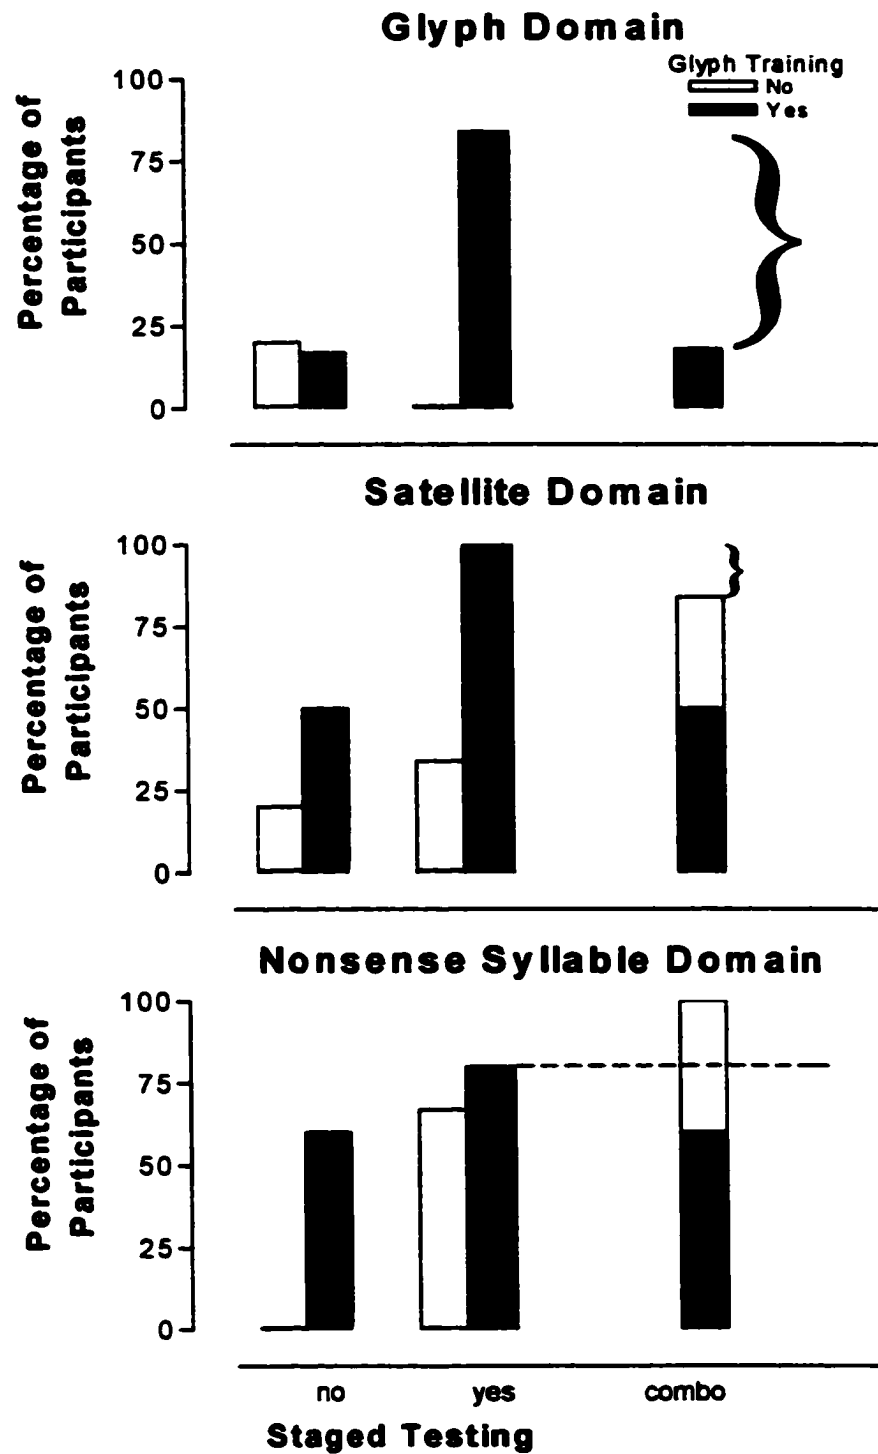 Glyph Domain
Glyph Training
No
Yes
Percentage of
Participants
100
75
50
25
0
Satellite Domain
Percentage of
Participants
100
75
50
25
0
Nonsense Syllable Domain
Percentage of
Participants
100
75
50
25
0
no yes combo
Staged Testing